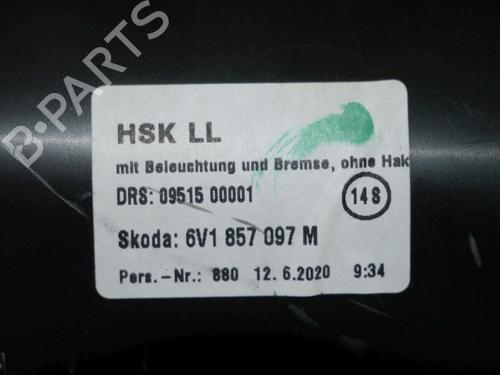 B-PARTS
HSK LL
mit Beleuchtung und Bremse, ohne Hak
DRS: 09515 00001
148
Skoda: 6V1 857 097 M
Pers.-Nr.: 880 12.6.2020 9:34